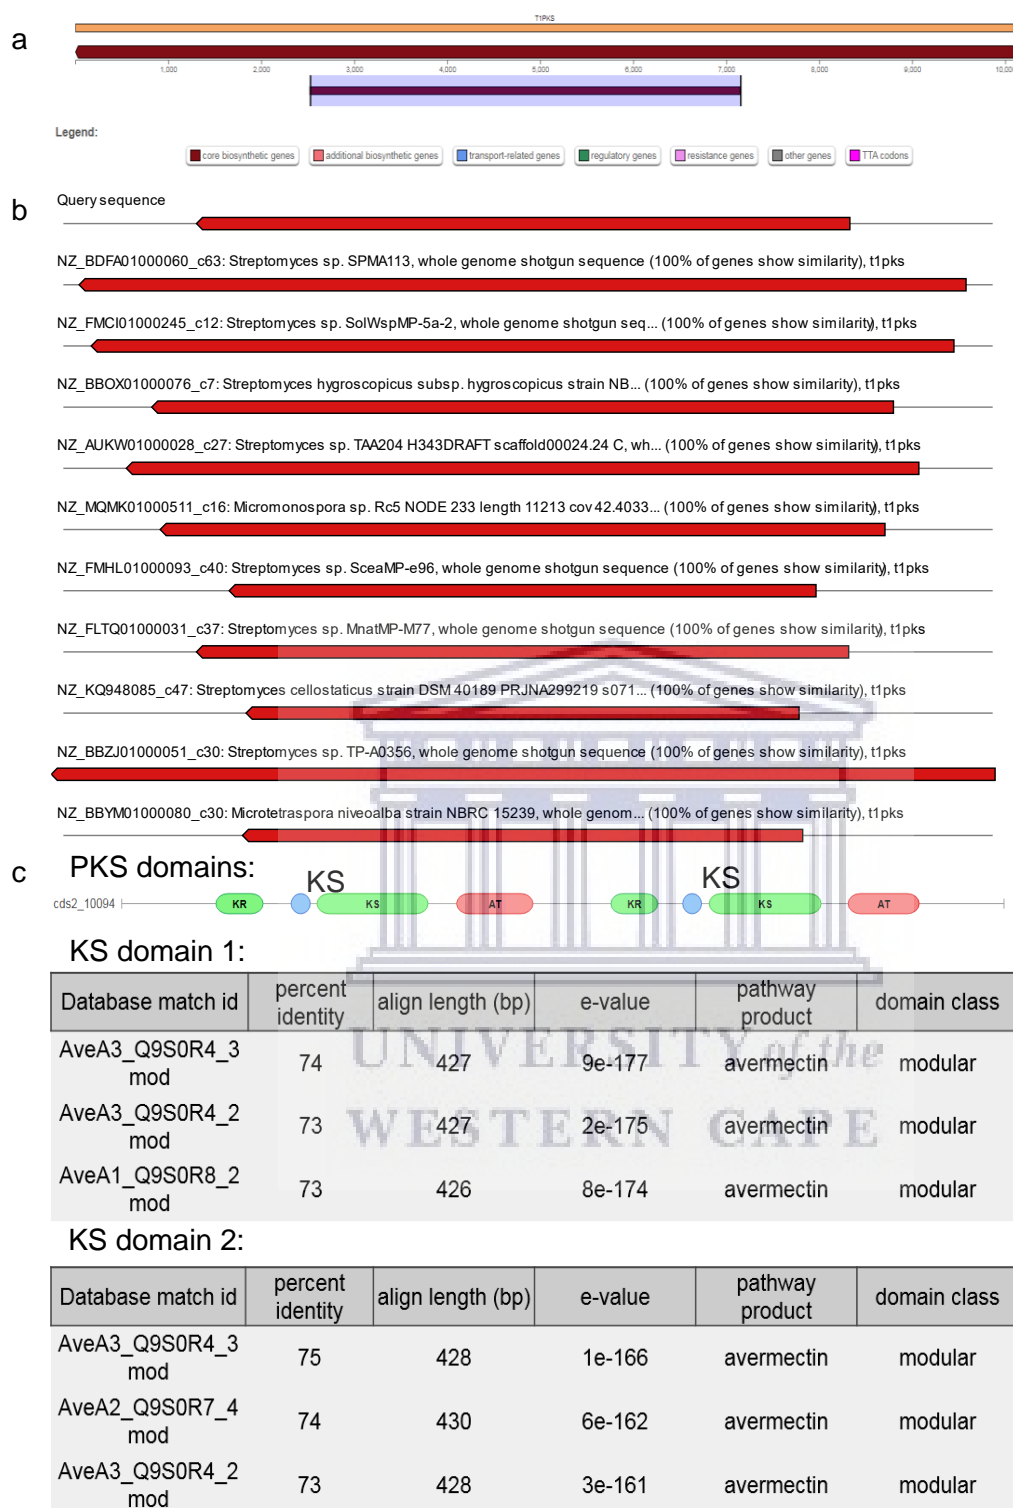 a
T1PKS
1,000 2,000 3,000 4,000 5,000 6,000 7,000 8,000 9,000 10,00
Legend:
core biosynthetic genes additional biosynthetic genes transport-related genes regulatory genes resistance genes other genes TTA codons
b
Query sequence
NZ_BDFA01000060_c63: Streptomyces sp. SPMA113, whole genome shotgun sequence (100% of genes show similarity), t1pks
NZ_FMCI01000245_c12: Streptomyces sp. SolWspMP-5a-2, whole genome shotgun seq... (100% of genes show similarity), t1pks
NZ_BBOX01000076_c7: Streptomyces hygroscopicus subsp. hygroscopicus strain NB... (100% of genes show similarity), t1pks
NZ_AUKW01000028_c27: Streptomyces sp. TAA204 H343DRAFT scaffold00024.24 C, wh... (100% of genes show similarity), t1pks
NZ_MQMK01000511_c16: Micromonospora sp. Rc5 NODE 233 length 11213 cov 42.4033... (100% of genes show similarity), t1pks
NZ_FMHL01000093_c40: Streptomyces sp. SceaMP-e96, whole genome shotgun sequence (100% of genes show similarity), t1pks
NZ_FLTQ01000031_c37: Streptomyces sp. MnatMP-M77, whole genome shotgun sequence (100% of genes show similarity), t1pks
NZ_KQ948085_c47: Streptomyces cellostaticus strain DSM 40189 PRJNA299219 s071... (100% of genes show similarity), t1pks
NZ_BBZJ01000051_c30: Streptomyces sp. TP-A0356, whole genome shotgun sequence (100% of genes show similarity), t1pks
NZ_BBYM01000080_c30: Microtetraspora niveoalba strain NBRC 15239, whole genom... (100% of genes show similarity), t1pks
c PKS domains:
KS KS
cds2_10094 KR KS AT KR KS AT
KS domain 1:
Database match id percent identity align length (bp) e-value pathway product domain class
AveA3_Q9S0R4_3 mod 74 427 9e-177 avermectin modular
AveA3_Q9S0R4_2 mod 73 427 2e-175 avermectin modular
AveA1_Q9S0R8_2 mod 73 426 8e-174 avermectin modular
UNIVERSITY of the
WESTERN CAPE
KS domain 2:
Database match id percent identity align length (bp) e-value pathway product domain class
AveA3_Q9S0R4_3 mod 75 428 1e-166 avermectin modular
AveA2_Q9S0R7_4 mod 74 430 6e-162 avermectin modular
AveA3_Q9S0R4_2 mod 73 428 3e-161 avermectin modular